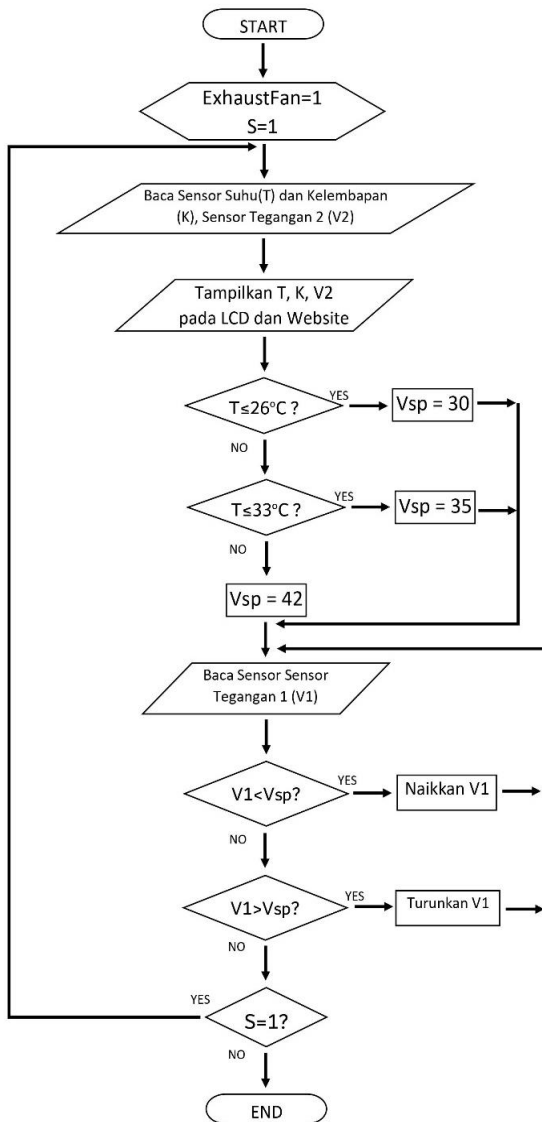 START
ExhaustFan=1
S=1
Baca Sensor Suhu(T) dan Kelembapan
(K), Sensor Tegangan 2 (V2)
Tampilkan T, K, V2
pada LCD dan Website
T≤26°C ?
YES
Vsp = 30
NO
T≤33°C ?
YES
Vsp = 35
NO
Vsp = 42
Baca Sensor Sensor
Tegangan 1 (V1)
V1<Vsp?
YES
Naikkan V1
NO
V1>Vsp?
YES
Turunkan V1
NO
YES
S=1?
NO
END